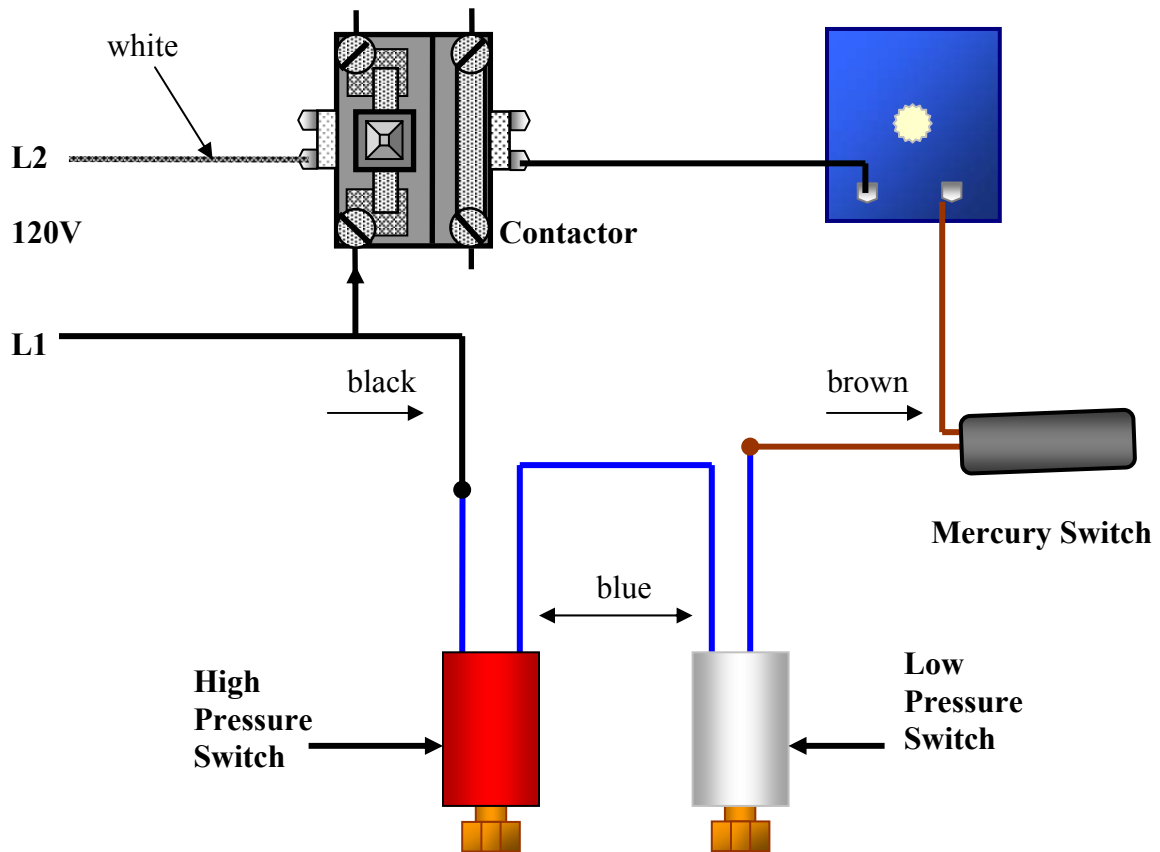 white
L2
120V
Contactor
L1
black
brown
Mercury Switch
blue
High
Pressure
Switch
Low
Pressure
Switch